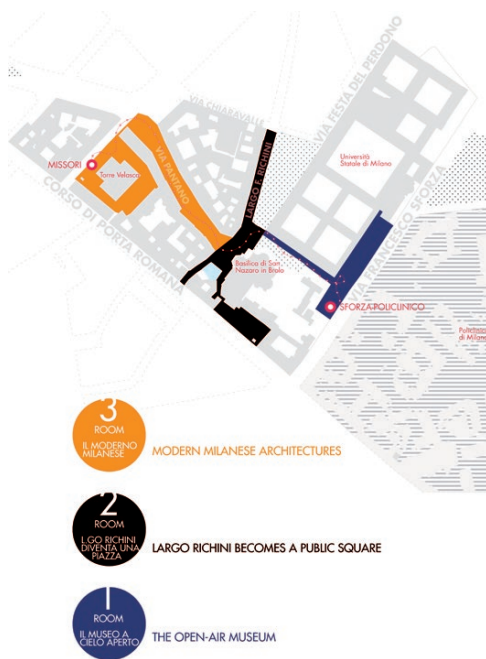 VIA CHIARAVALLE
VIA FESTA DEL PERDONO
MISSORI
Torre Velasca
VIA PANTANO
LARGO F. RICHINI
Università
Statale di Milano
CORSO DI PORTA ROMANA
Basilica di San
Nazaro in Brolo
VIA FRANCESCO SFORZA
SFORZA-POLICLINICO
di Milano
3
ROOM
IL MODERNO
MILANESE
MODERN MILANESE ARCHITECTURES
2
ROOM
L.GO RICHINI
DIVENTA UNA
PIAZZA
LARGO RICHINI BECOMES A PUBLIC SQUARE
1
ROOM
IL MUSEO A
CIELO APERTO
THE OPEN-AIR MUSEUM